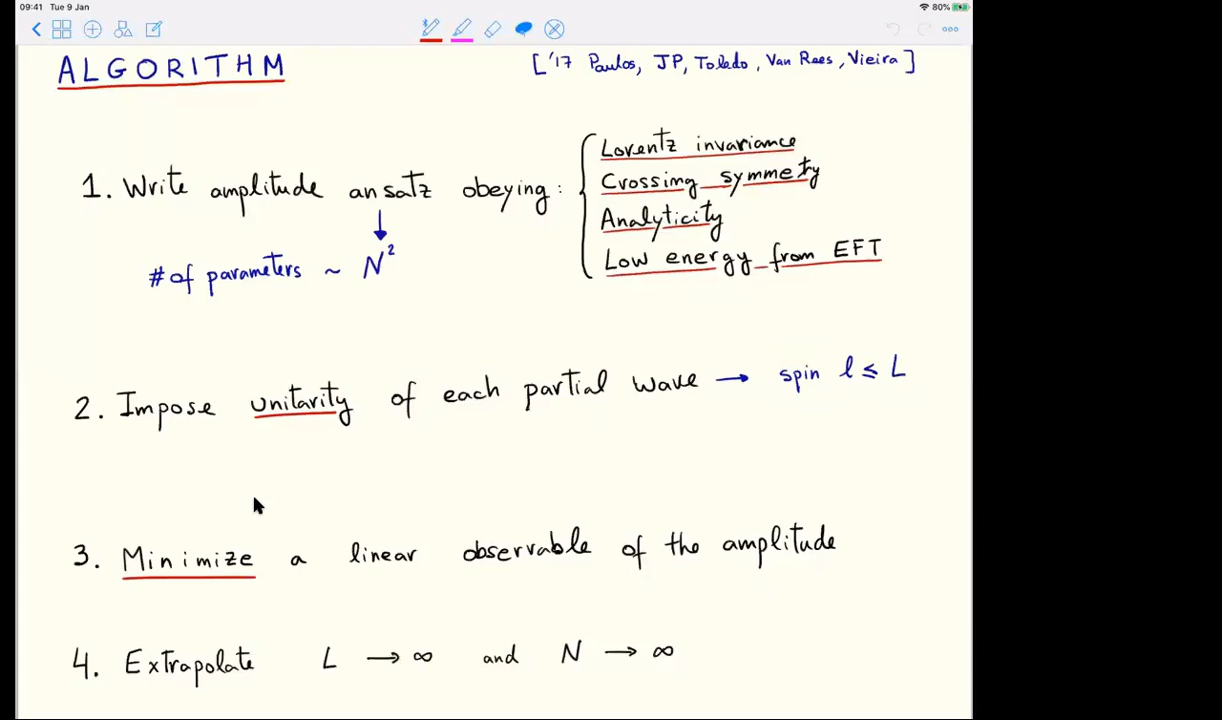 09:41 Tue 9 Jan
80%
ALGORITHM
['17 Paulos, JP, Toledo, Van Rees, Vieira]
1. Write amplitude ansatz obeying:
Lorentz invariance
Crossing symmetry
Analyticity
Low energy from EFT
# of parameters ~ N²
2. Impose unitarity of each partial wave → spin l ≤ L
3. Minimize a linear observable of the amplitude
4. Extrapolate L → ∞ and N → ∞